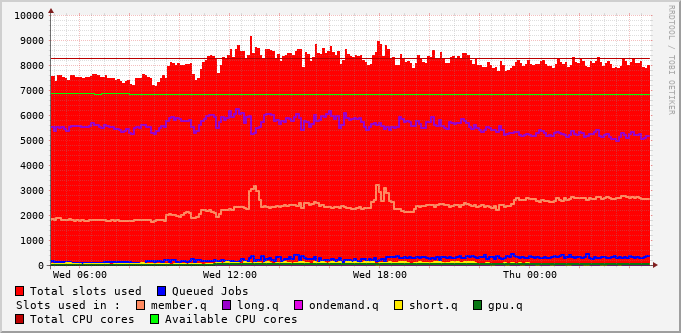 10000
9000
8000
7000
6000
5000
4000
3000
2000
1000
0
Wed 06:00 Wed 12:00 Wed 18:00 Thu 00:00
RRDTOOL / TOBI OETIKER
Total slots used Queued Jobs
Slots used in : member.q long.q ondemand.q short.q gpu.q
Total CPU cores Available CPU cores